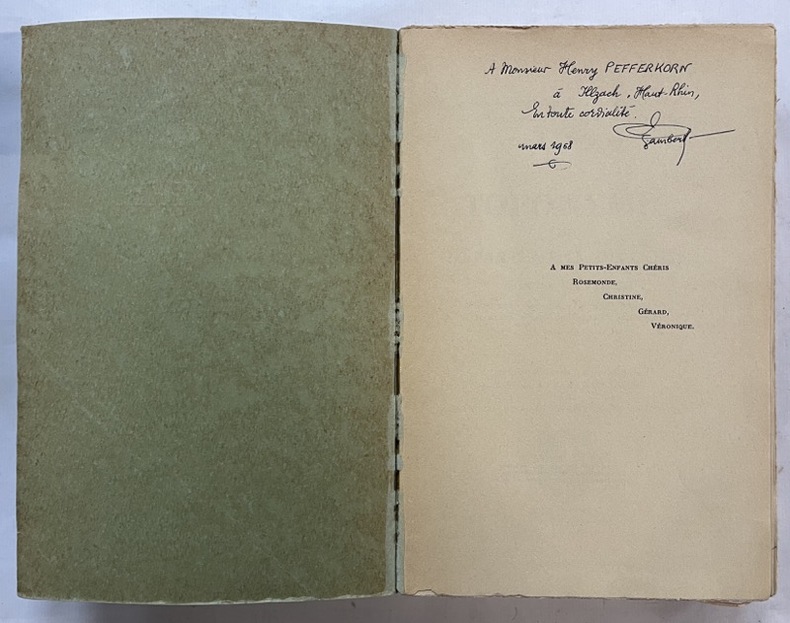 A Monsieur Henry PEFFERKORN
à Illzach, Haut-Rhin,
En toute cordialité.
mars 1968
A MES PETITS-ENFANTS CHÉRIS
ROSEMONDE,
CHRISTINE,
GÉRARD,
VÉRONIQUE.